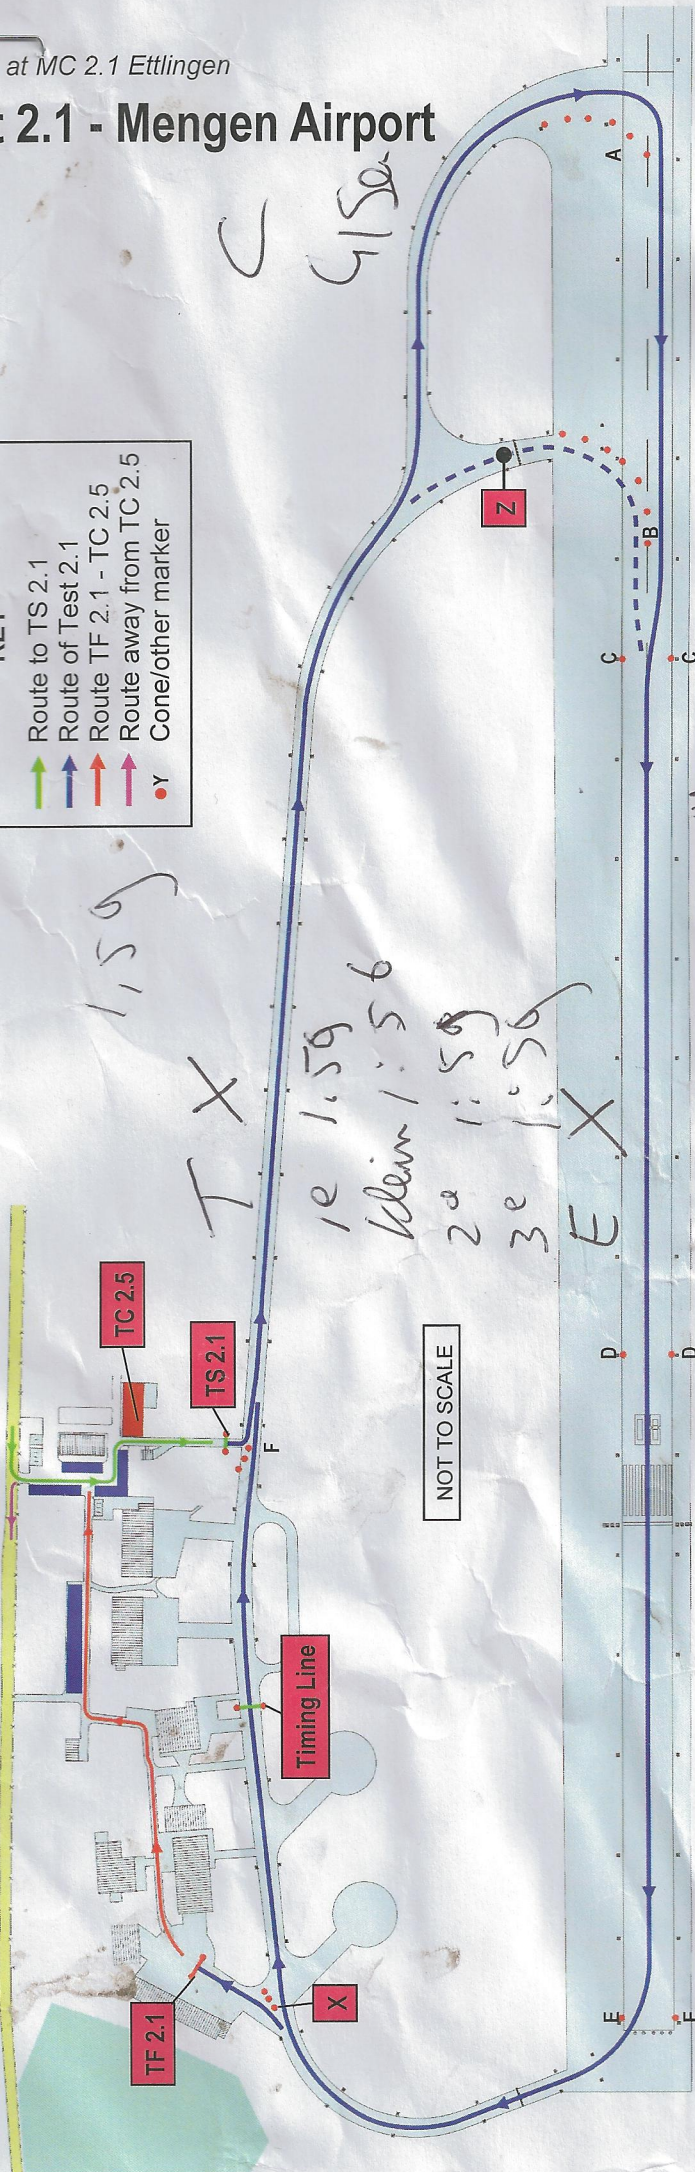 at MC 2.1 Ettlingen
2.1 - Mengen Airport
Route to TS 2.1
Route of Test 2.1
Route TF 2.1 - TC 2.5
Route away from TC 2.5
Y Cone/other marker
A
Z
B
C
C
1,59
T X
1e 1:59
Klein 1:56
2e 1:59
3e 1:59
E X
TC 2.5
TS 2.1
F
NOT TO SCALE
D
D
Timing Line
X
TF 2.1
E